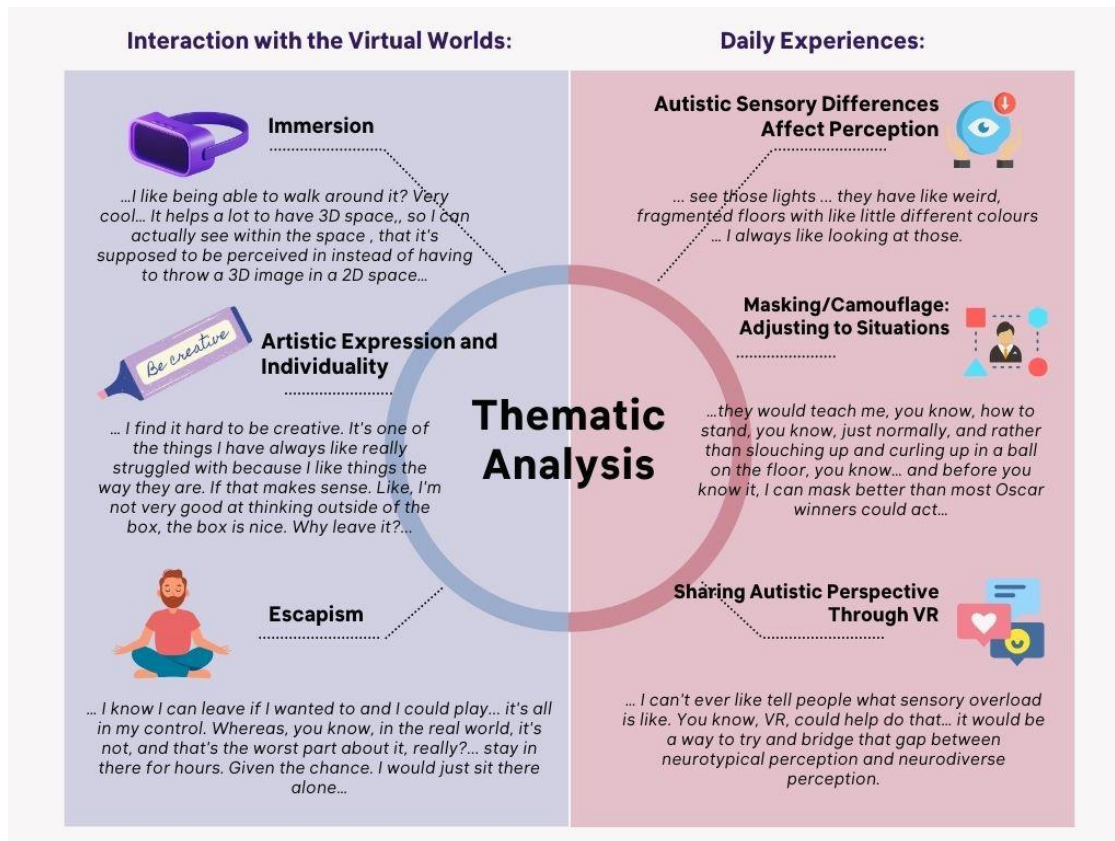 Interaction with the Virtual Worlds:
Immersion
...I like being able to walk around it? Very
cool... It helps a lot to have 3D space,, so I can
actually see within the space , that it's
supposed to be perceived in instead of having
to throw a 3D image in a 2D space...
Be creative
Artistic Expression and
Individuality
... I find it hard to be creative. It's one of
the things I have always like really
struggled with because I like things the
way they are. If that makes sense. Like, I'm
not very good at thinking outside of the
box, the box is nice. Why leave it?...
Escapism
... I know I can leave if I wanted to and I could play... it's all
in my control. Whereas, you know, in the real world, it's
not, and that's the worst part about it, really?... stay in
there for hours. Given the chance. I would just sit there
alone...
Thematic
Analysis
Daily Experiences:
Autistic Sensory Differences
Affect Perception
... see those lights ... they have like weird,
fragmented floors with like little different colours
... I always like looking at those.
Masking/Camouflage:
Adjusting to Situations
...they would teach me, you know, how to
stand, you know, just normally, and rather
than slouching up and curling up in a ball
on the floor, you know... and before you
know it, I can mask better than most Oscar
winners could act...
Sharing Autistic Perspective
Through VR
... I can't ever like tell people what sensory overload
is like. You know, VR, could help do that... it would be
a way to try and bridge that gap between
neurotypical perception and neurodiverse
perception.